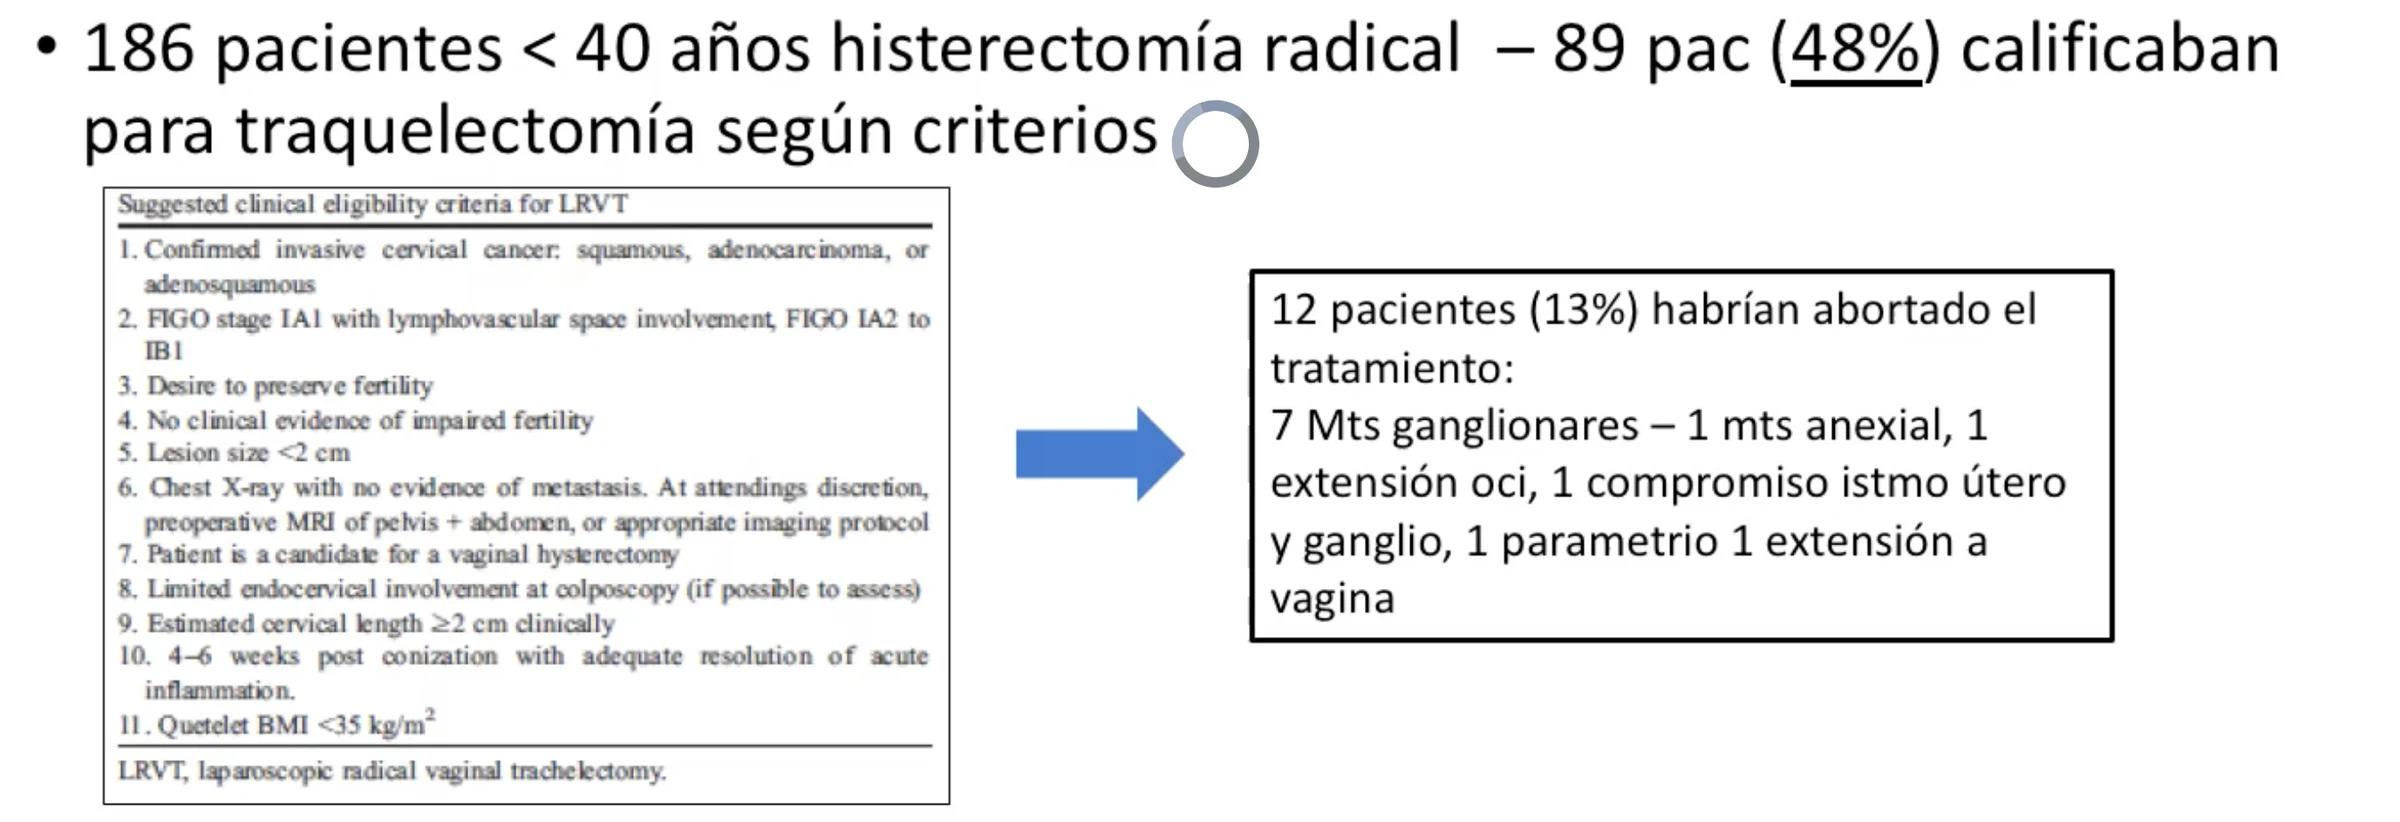 • 186 pacientes < 40 años histerectomía radical – 89 pac (48%) calificaban
para traquelectomía según criterios
Suggested clinical eligibility criteria for LRVT
1. Confirmed invasive cervical cancer: squamous, adenocarcinoma, or
adenosquamous
2. FIGO stage IA1 with lymphovascular space involvement, FIGO IA2 to
IB1
3. Desire to preserve fertility
4. No clinical evidence of impaired fertility
5. Lesion size <2 cm
6. Chest X-ray with no evidence of metastasis. At attendings discretion,
preoperative MRI of pelvis + abdomen, or appropriate imaging protocol
7. Patient is a candidate for a vaginal hysterectomy
8. Limited endocervical involvement at colposcopy (if possible to assess)
9. Estimated cervical length ≥2 cm clinically
10. 4–6 weeks post conization with adequate resolution of acute
inflammation.
11. Quetelet BMI <35 kg/m²
LRVT, laparoscopic radical vaginal trachelectomy.
12 pacientes (13%) habrían abortado el
tratamiento:
7 Mts ganglionares – 1 mts anexial, 1
extensión oci, 1 compromiso istmo útero
y ganglio, 1 parametrio 1 extensión a
vagina